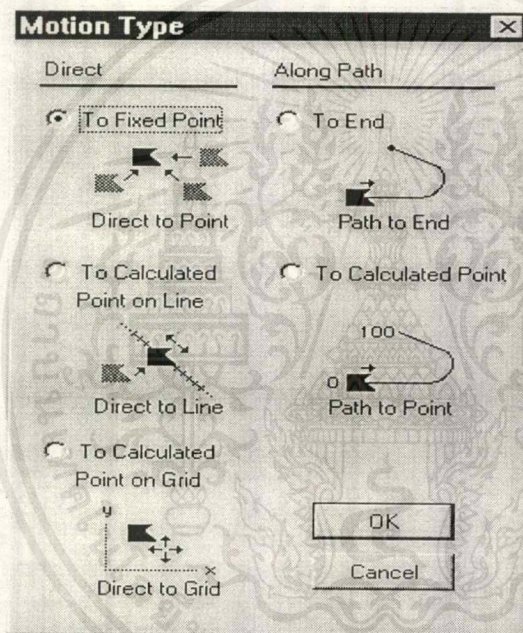 Motion Type
Direct
To Fixed Point
Direct to Point
To Calculated
Point on Line
Direct to Line
To Calculated
Point on Grid
y
x
Direct to Grid
Along Path
To End
Path to End
To Calculated Point
100
0
Path to Point
OK
Cancel